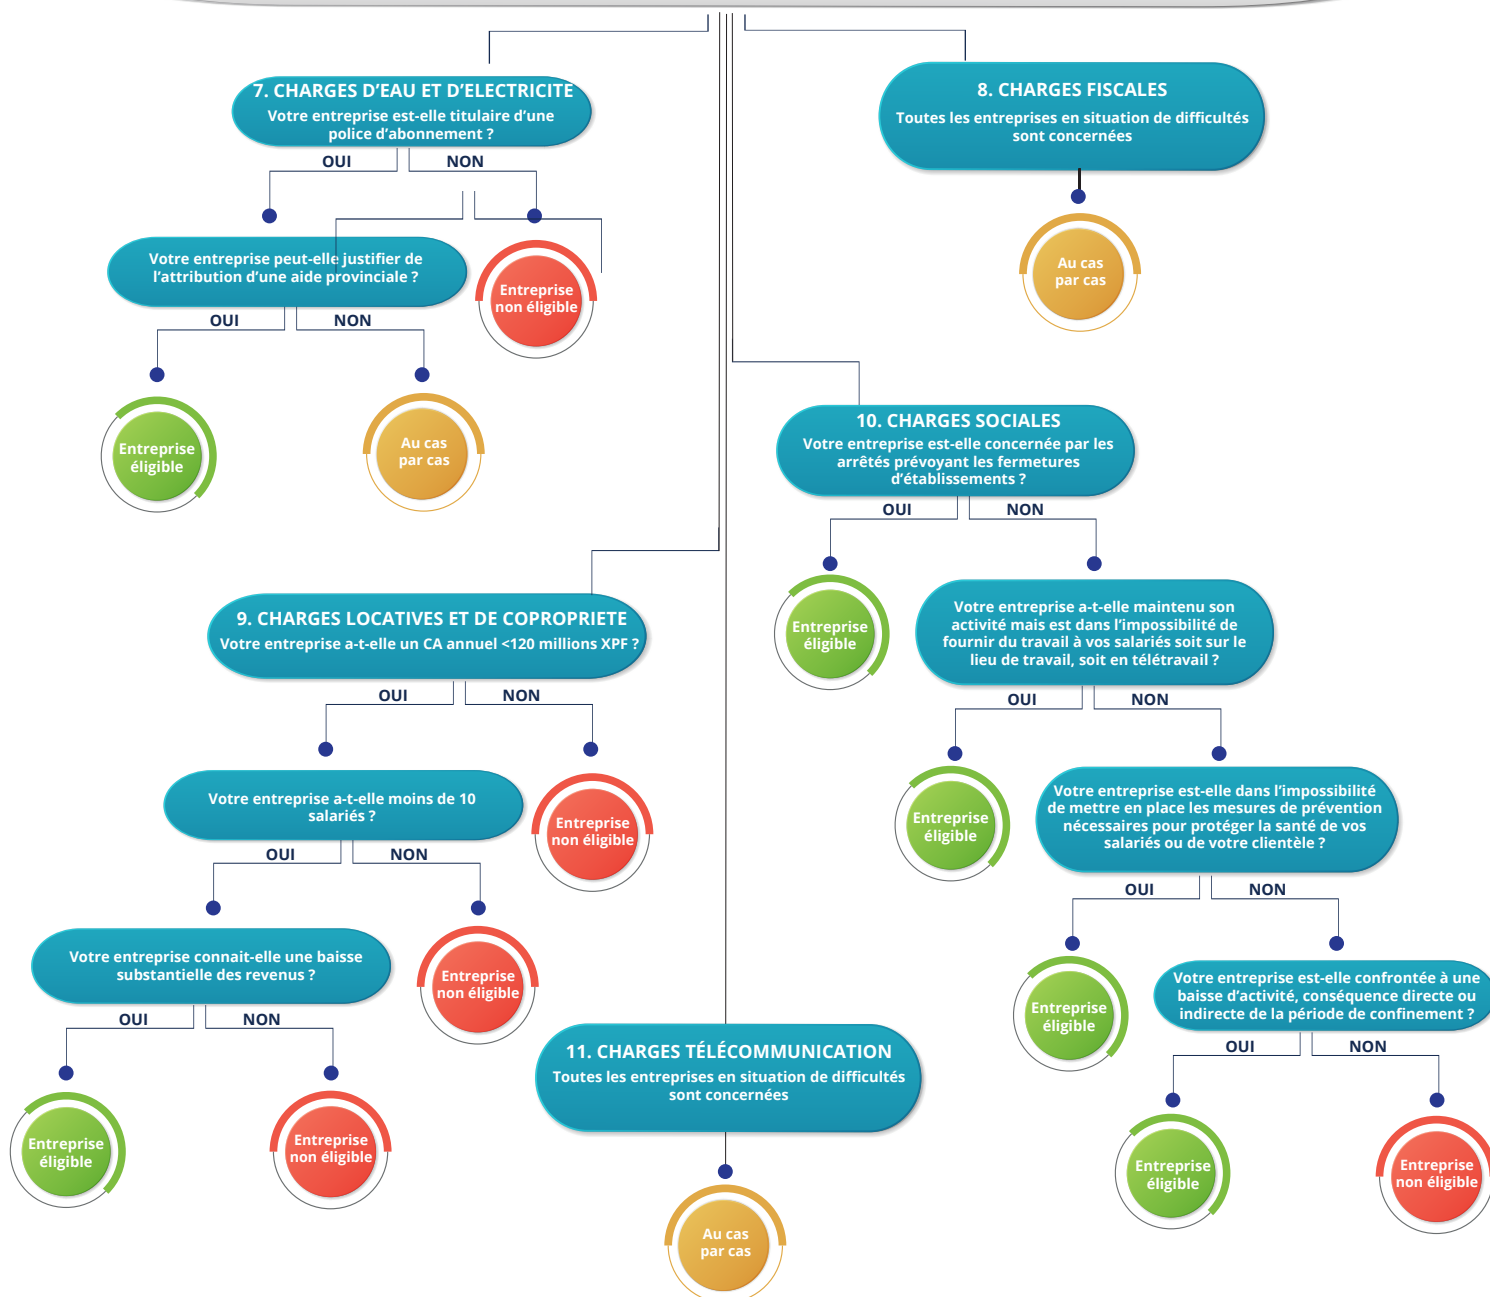 7. CHARGES D’EAU ET D’ELECTRICITE
Votre entreprise est-elle titulaire d’une
police d’abonnement ?
OUI
NON
Votre entreprise peut-elle justifier de
l’attribution d’une aide provinciale ?
Entreprise
non éligible
OUI
NON
Entreprise
éligible
Au cas
par cas
8. CHARGES FISCALES
Toutes les entreprises en situation de difficultés
sont concernées
Au cas
par cas
9. CHARGES LOCATIVES ET DE COPROPRIETE
Votre entreprise a-t-elle un CA annuel <120 millions XPF ?
OUI
NON
Votre entreprise a-t-elle moins de 10
salariés ?
Entreprise
non éligible
OUI
NON
Votre entreprise connait-elle une baisse
substantielle des revenus ?
Entreprise
non éligible
OUI
NON
Entreprise
éligible
Entreprise
non éligible
10. CHARGES SOCIALES
Votre entreprise est-elle concernée par les
arrêtés prévoyant les fermetures
d’établissements ?
OUI
NON
Entreprise
éligible
Votre entreprise a-t-elle maintenu son
activité mais est dans l’impossibilité de
fournir du travail à vos salariés soit sur le
lieu de travail, soit en télétravail ?
OUI
NON
Entreprise
éligible
Votre entreprise est-elle dans l’impossibilité
de mettre en place les mesures de prévention
nécessaires pour protéger la santé de vos
salariés ou de votre clientèle ?
OUI
NON
Entreprise
éligible
Votre entreprise est-elle confrontée à une
baisse d’activité, conséquence directe ou
indirecte de la période de confinement ?
OUI
NON
Entreprise
éligible
Entreprise
non éligible
11. CHARGES TÉLÉCOMMUNICATION
Toutes les entreprises en situation de difficultés
sont concernées
Au cas
par cas